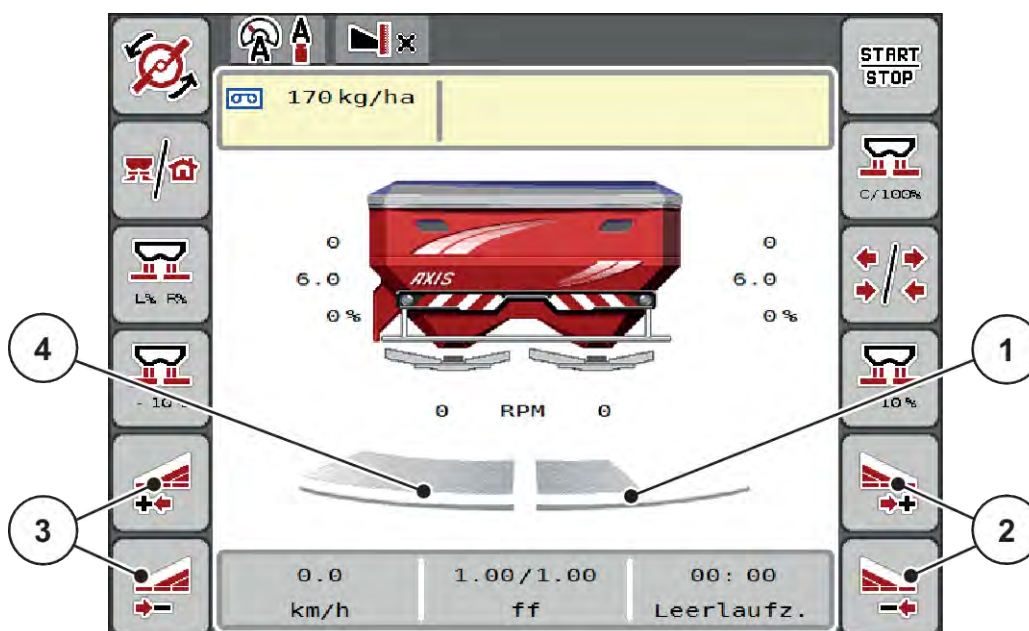 A A
x
START
STOP
170 kg/ha
C/100%
0 0
6.0 6.0
L% R%
AXIS
0% 0%
4
1
- 10%
10%
0 RPM 0
3
2
0.0 1.00/1.00 00:00
km/h ff Leerlaufz.